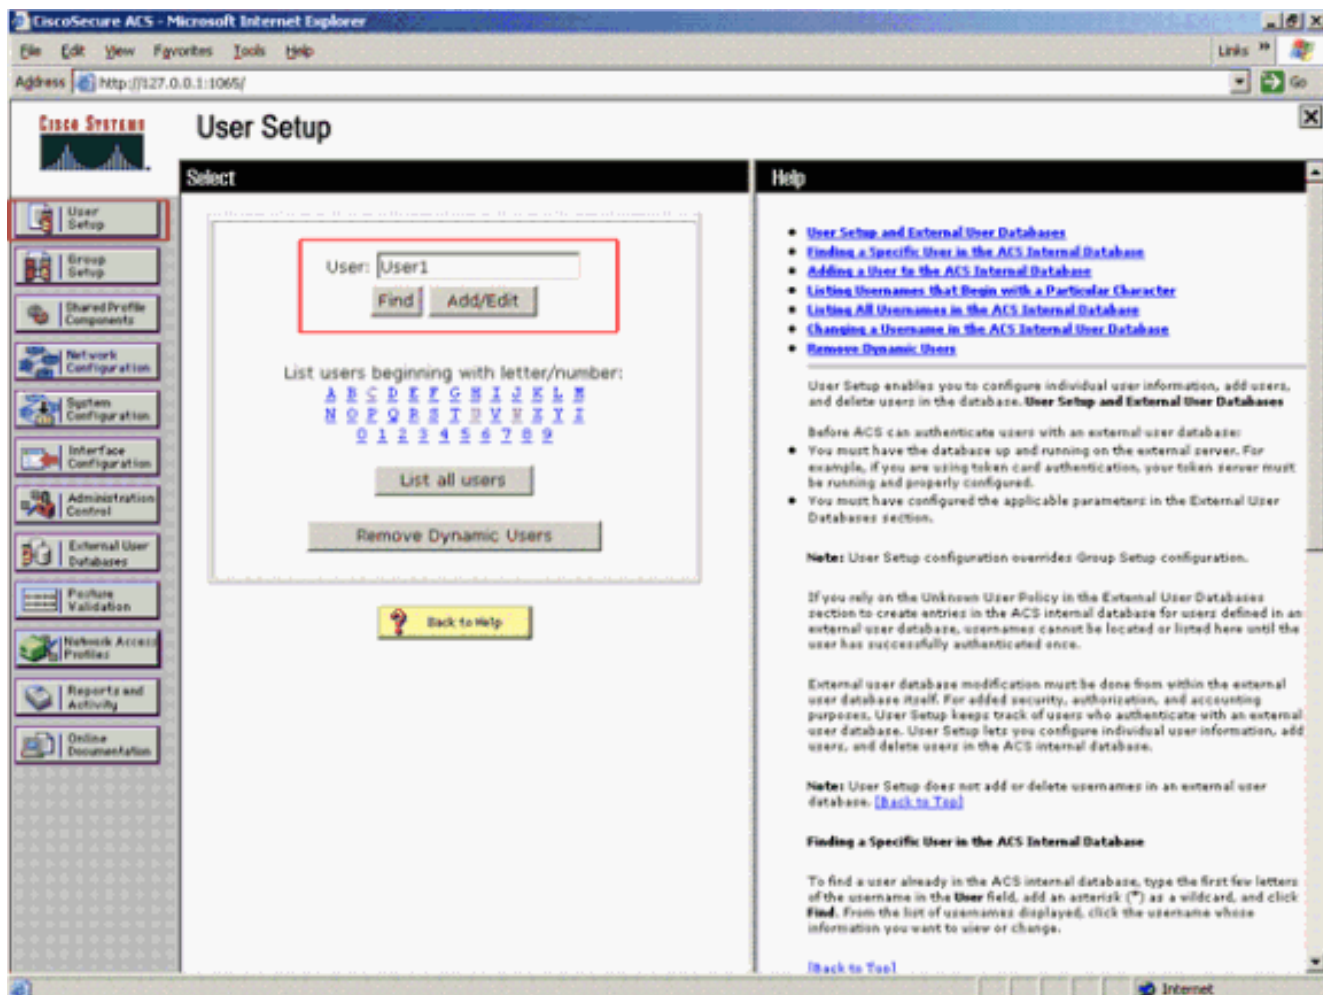 CiscoSecure ACS - Microsoft Internet Explorer
File Edit View Favorites Tools Help
Links »
Address http://127.0.0.1:1065/
Go
CISCO SYSTEMS
User Setup
Select
Help
User Setup
Group Setup
Shared Profile Components
Network Configuration
System Configuration
Interface Configuration
Administration Control
External User Databases
Posture Validation
Network Access Profiles
Reports and Activity
Online Documentation
User: User1
Find Add/Edit
List users beginning with letter/number:
A B C D E F G H I J K L M
N O P Q R S T U V W X Y Z
0 1 2 3 4 5 6 7 8 9
List all users
Remove Dynamic Users
Back to Help
User Setup and External User Databases
Finding a Specific User in the ACS Internal Database
Adding a User to the ACS Internal Database
Listing Usernames that Begin with a Particular Character
Listing All Usernames in the ACS Internal Database
Changing a Username in the ACS Internal User Database
Remove Dynamic Users
User Setup enables you to configure individual user information, add users,
and delete users in the database. User Setup and External User Databases
Before ACS can authenticate users with an external user database:
You must have the database up and running on the external server. For
example, if you are using token card authentication, your token server must
be running and properly configured.
You must have configured the applicable parameters in the External User
Databases section.
Note: User Setup configuration overrides Group Setup configuration.
If you rely on the Unknown User Policy in the External User Databases
section to create entries in the ACS internal database for users defined in an
external user database, usernames cannot be located or listed here until the
user has successfully authenticated once.
External user database modification must be done from within the external
user database itself. For added security, authorization, and accounting
purposes, User Setup keeps track of users who authenticate with an external
user database. User Setup lets you configure individual user information, add
users, and delete users in the ACS internal database.
Note: User Setup does not add or delete usernames in an external user
database. [Back to Top]
Finding a Specific User in the ACS Internal Database
To find a user already in the ACS internal database, type the first few letters
of the username in the User field, add an asterisk (*) as a wildcard, and click
Find. From the list of usernames displayed, click the username whose
information you want to view or change.
[Back to Top]
Internet